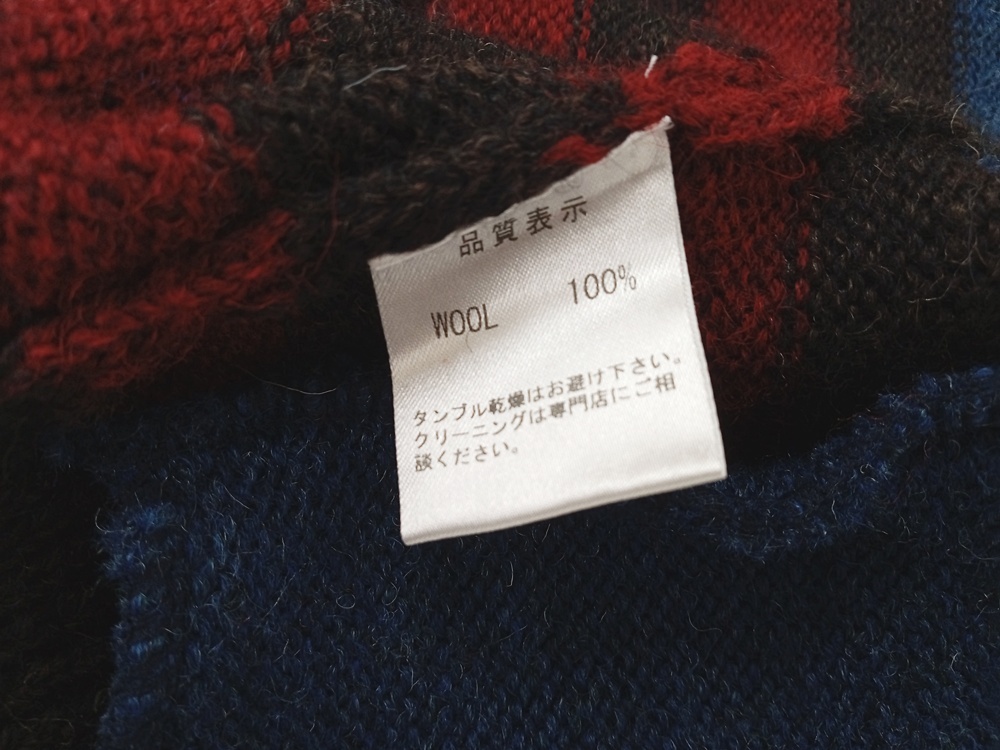 品質表示
WOOL 100%
タンブル乾燥はお避け下さい。
クリーニングは専門店にご相
談ください。